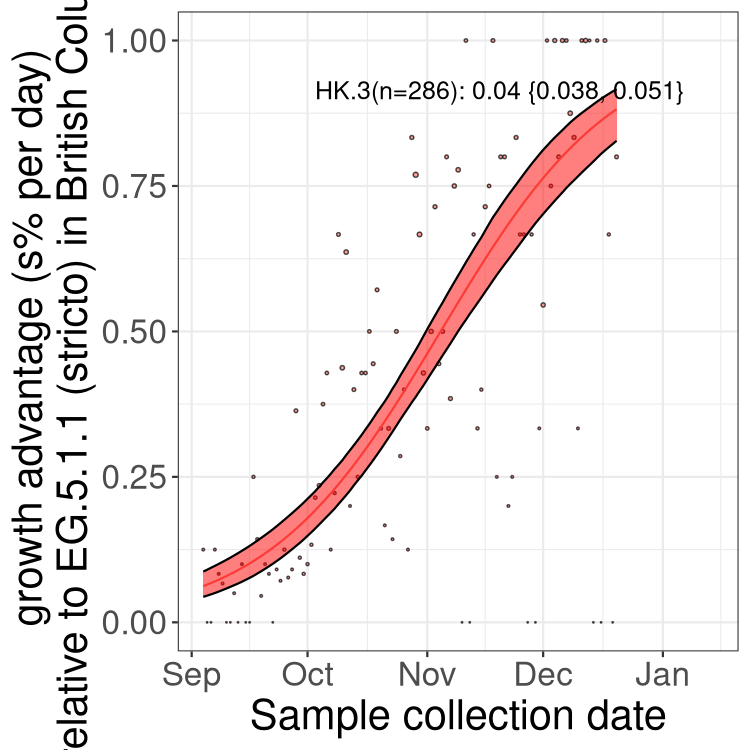 growth advantage (s% per day)
relative to EG.5.1.1 (stricto) in British
1.00
0.75
0.50
0.25
0.00
HK.3(n=286): 0.04 {0.038, 0.051}
Sep Oct Nov Dec Jan
Sample collection date